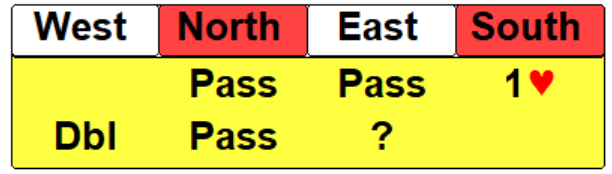 West North East South
Pass Pass 1♥
Dbl Pass ?